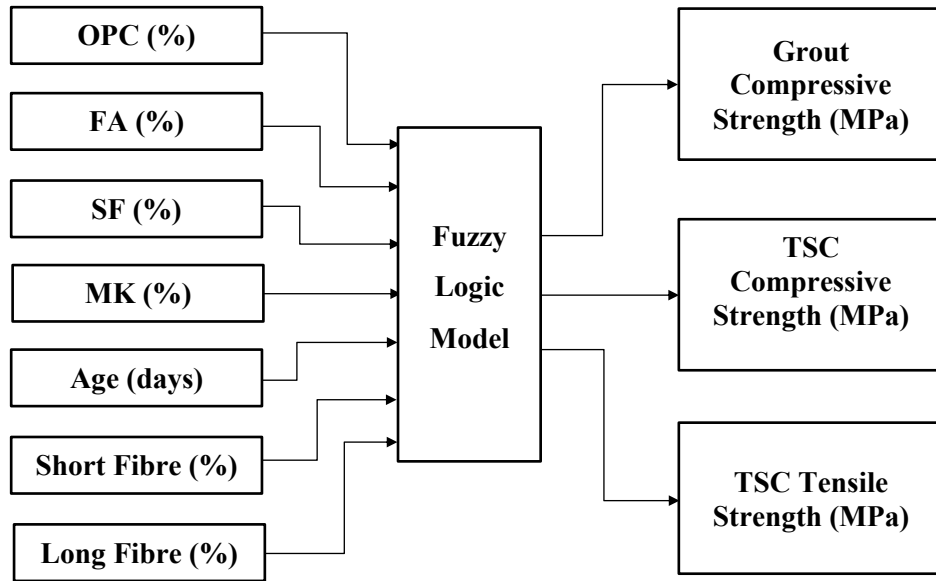 OPC (%)
FA (%)
SF (%)
MK (%)
Age (days)
Short Fibre (%)
Long Fibre (%)
Fuzzy
Logic
Model
Grout
Compressive
Strength (MPa)
TSC
Compressive
Strength (MPa)
TSC Tensile
Strength (MPa)